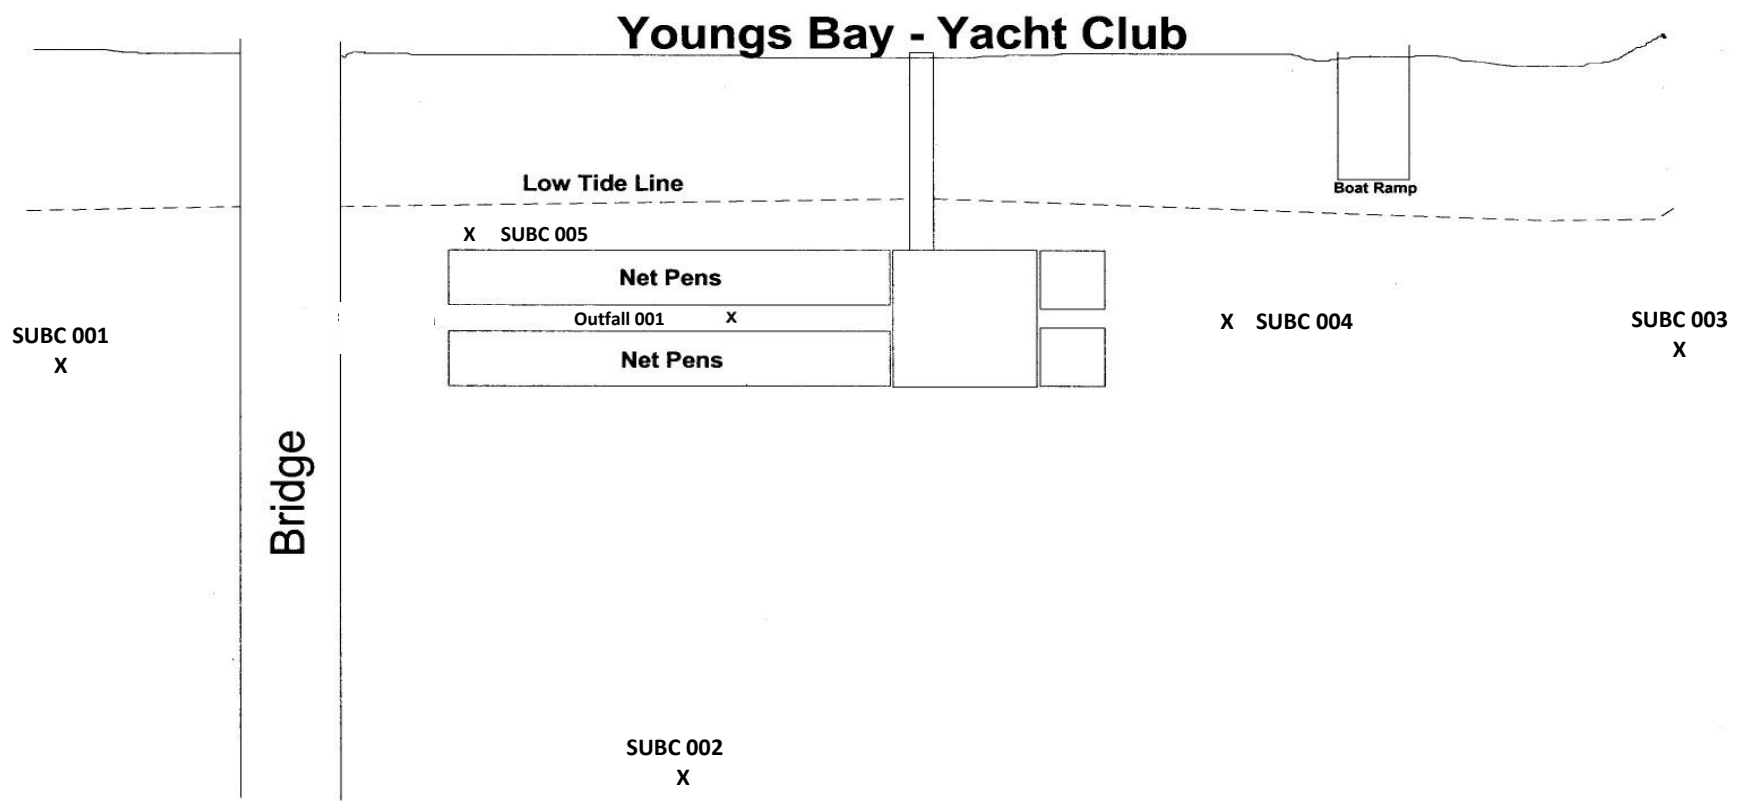 Youngs Bay - Yacht Club
Low Tide Line
Boat Ramp
X SUBC 005
Net Pens
Outfall 001 X
Net Pens
SUBC 001
X
X SUBC 004
SUBC 003
X
Bridge
SUBC 002
X